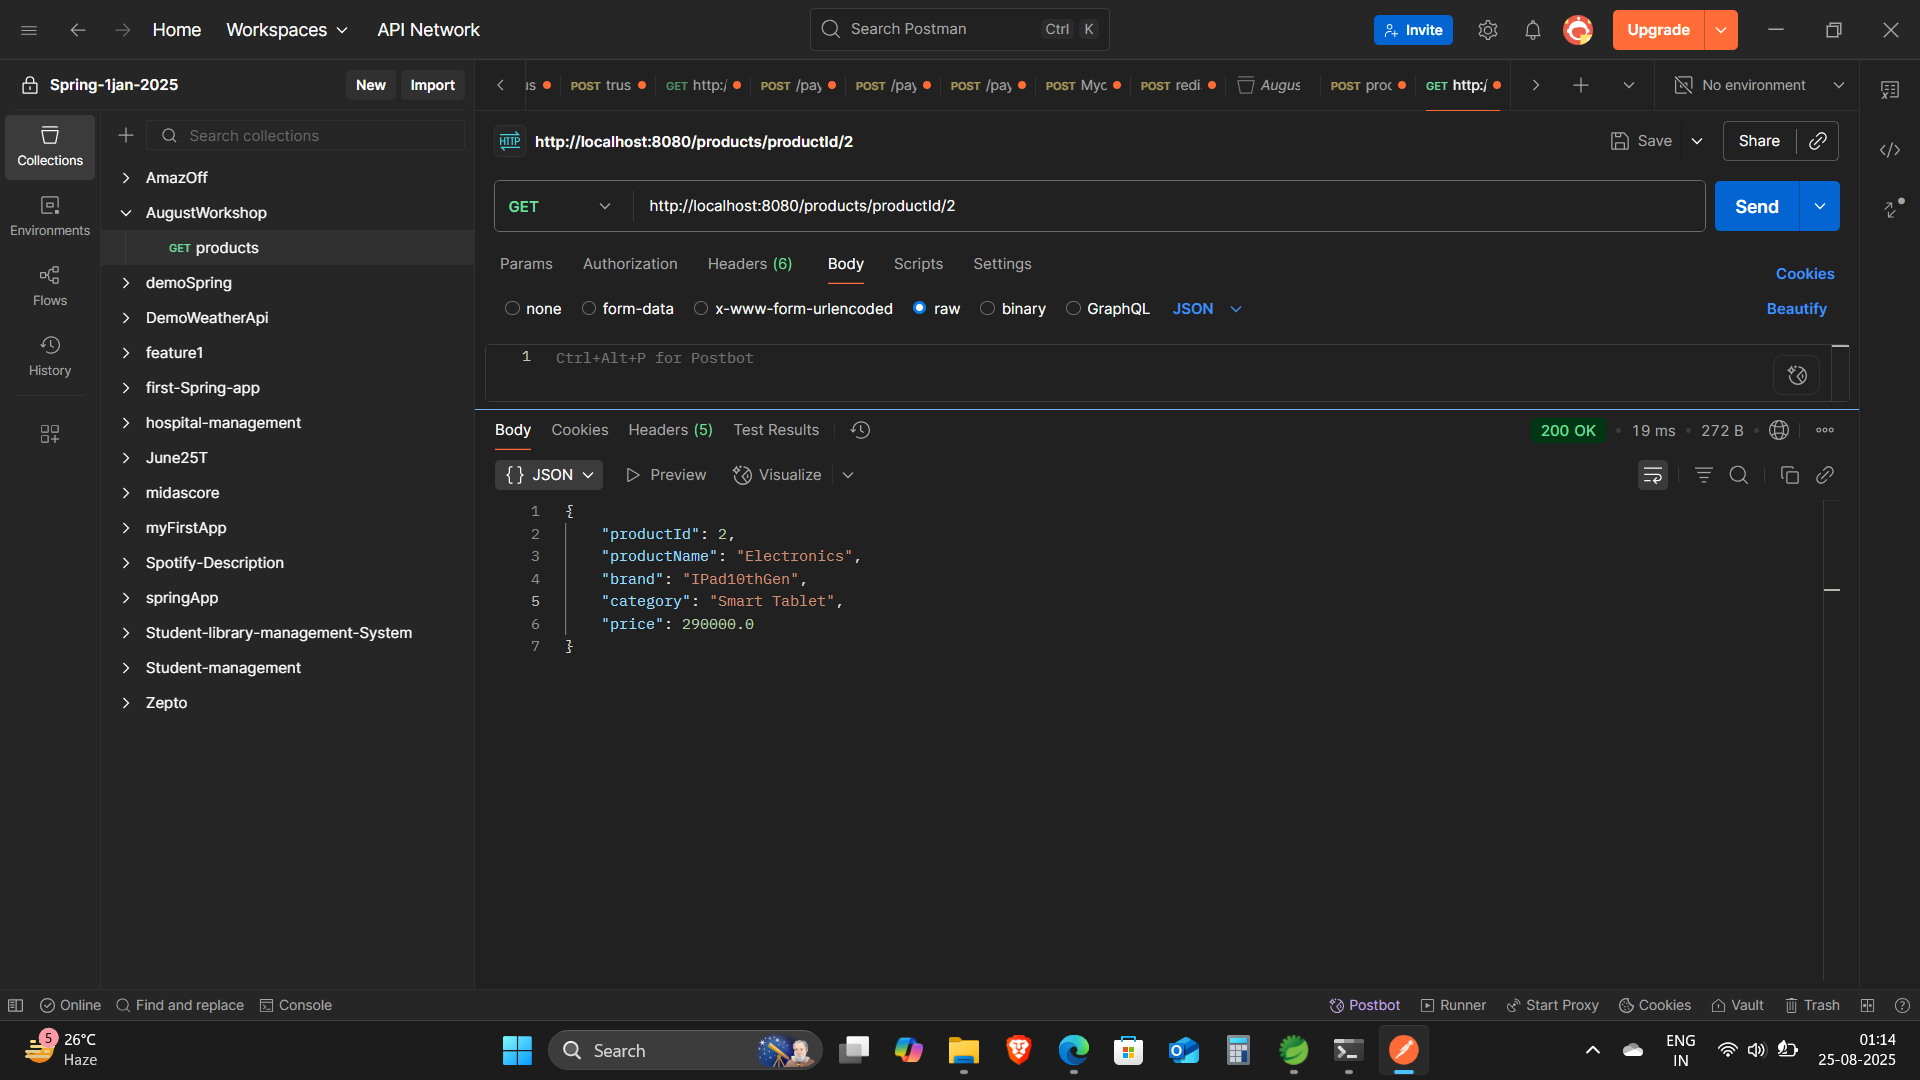 Home
Workspaces
API Network
Search Postman
Ctrl
K
Invite
Upgrade
Spring-1jan-2025
New
Import
us
POST trus
GET http:/
POST /pay
POST /pay
POST /pay
POST Myc
POST redi
Augus
POST proc
GET http:/
No environment
Collections
Environments
Flows
History
Search collections
AmazOff
AugustWorkshop
GET products
demoSpring
DemoWeatherApi
feature1
first-Spring-app
hospital-management
June25T
midascore
myFirstApp
Spotify-Description
springApp
Student-library-management-System
Student-management
Zepto
HTTP
http://localhost:8080/products/productId/2
Save
Share
GET
http://localhost:8080/products/productId/2
Send
Params
Authorization
Headers (6)
Body
Scripts
Settings
Cookies
none
form-data
x-www-form-urlencoded
raw
binary
GraphQL
JSON
Beautify
1
Ctrl+Alt+P for Postbot
Body
Cookies
Headers (5)
Test Results
200 OK
19 ms
272 B
{} JSON
Preview
Visualize
1 {
2 "productId": 2,
3 "productName": "Electronics",
4 "brand": "IPad10thGen",
5 "category": "Smart Tablet",
6 "price": 290000.0
7 }
Online
Find and replace
Console
Postbot
Runner
Start Proxy
Cookies
Vault
Trash
5
26°C
Haze
Search
ENG
IN
01:14
25-08-2025